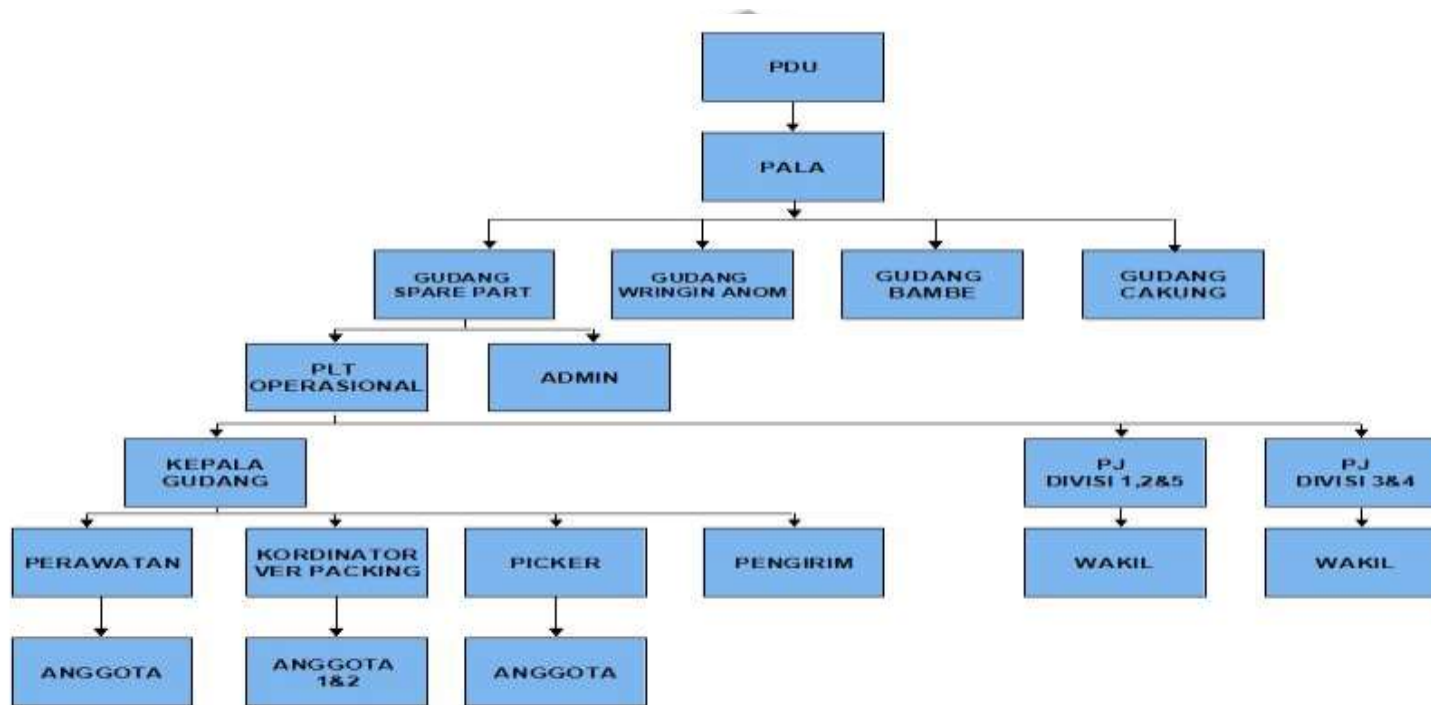 PDU
PALA
GUDANG
SPARE PART
GUDANG
WRINGIN ANOM
GUDANG
BAMBE
GUDANG
CAKUNG
PLT
OPERASIONAL
ADMIN
KEPALA
GUDANG
PJ
DIVISI 1,2&5
PJ
DIVISI 3&4
PERAWATAN
KORDINATOR
VER PACKING
PICKER
PENGIRIM
WAKIL
WAKIL
ANGGOTA
ANGGOTA
1&2
ANGGOTA